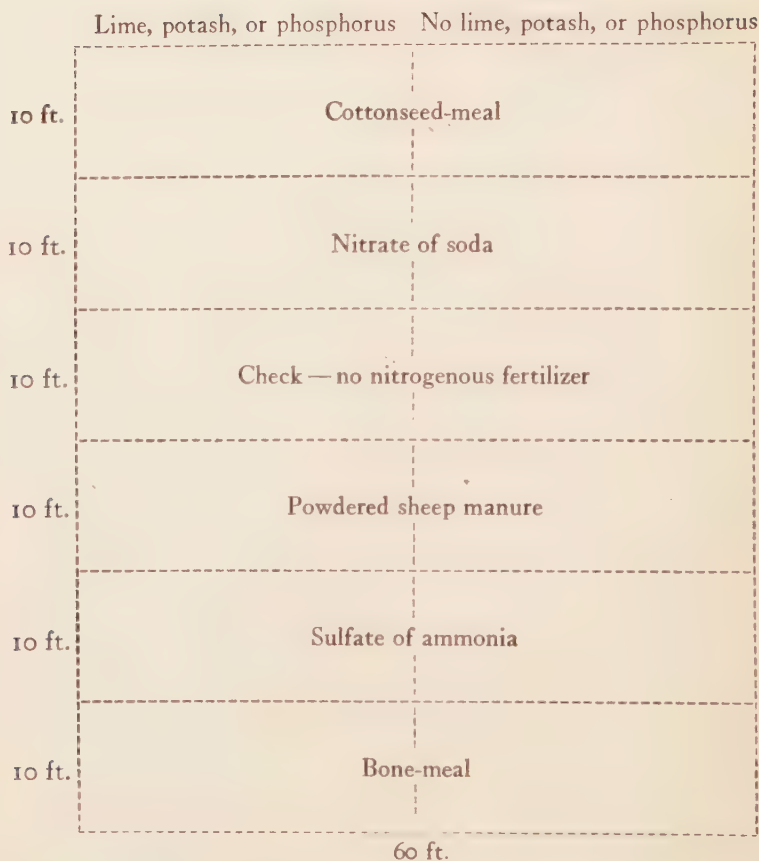 Lime, potash, or phosphorus No lime, potash, or phosphorus
10 ft. Cottonseed-meal
10 ft. Nitrate of soda
10 ft. Check — no nitrogenous fertilizer
10 ft. Powdered sheep manure
10 ft. Sulfate of ammonia
10 ft. Bone-meal
60 ft.